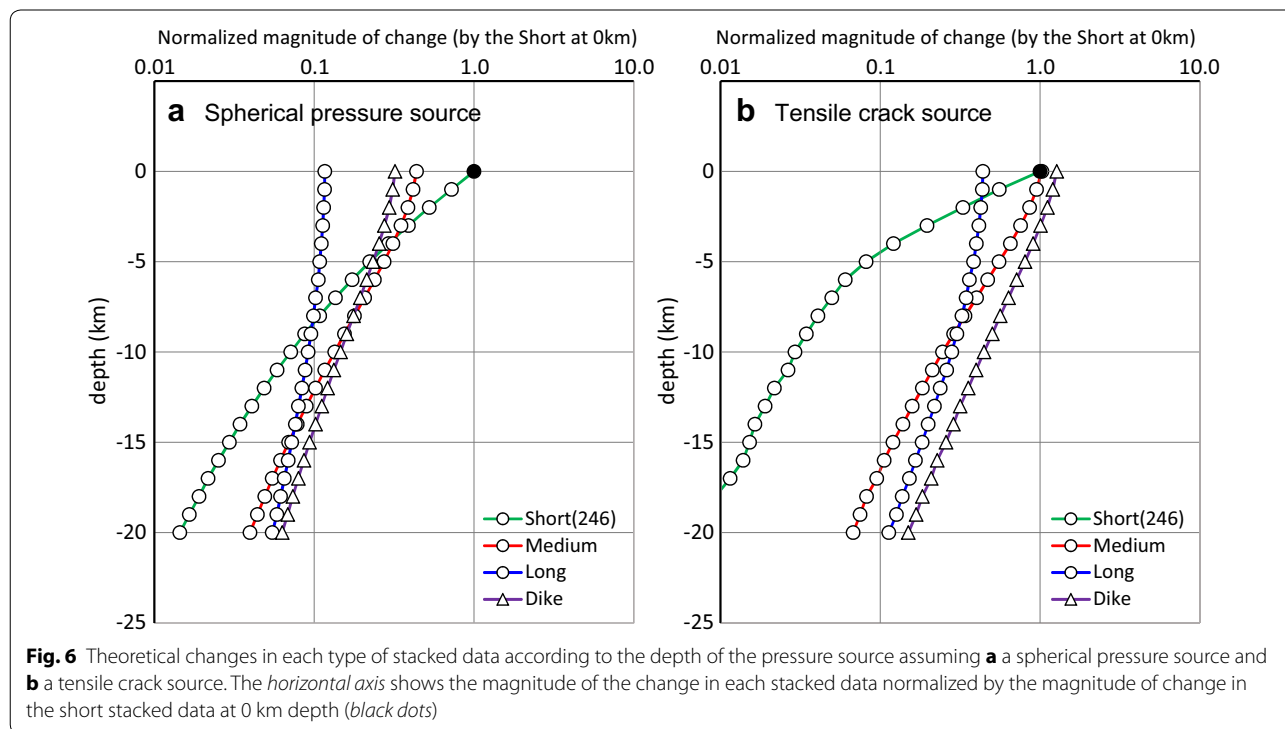 Normalized magnitude of change (by the Short at 0km)
0.01 0.1 1.0 10.0
a Spherical pressure source
0
-5
-10
-15
-20
-25
depth (km)
Short(246)
Medium
Long
Dike
Normalized magnitude of change (by the Short at 0km)
0.01 0.1 1.0 10.0
b Tensile crack source
0
-5
-10
-15
-20
-25
depth (km)
Short(246)
Medium
Long
Dike
Fig. 6 Theoretical changes in each type of stacked data according to the depth of the pressure source assuming a a spherical pressure source and
b a tensile crack source. The horizontal axis shows the magnitude of the change in each stacked data normalized by the magnitude of change in
the short stacked data at 0 km depth (black dots)